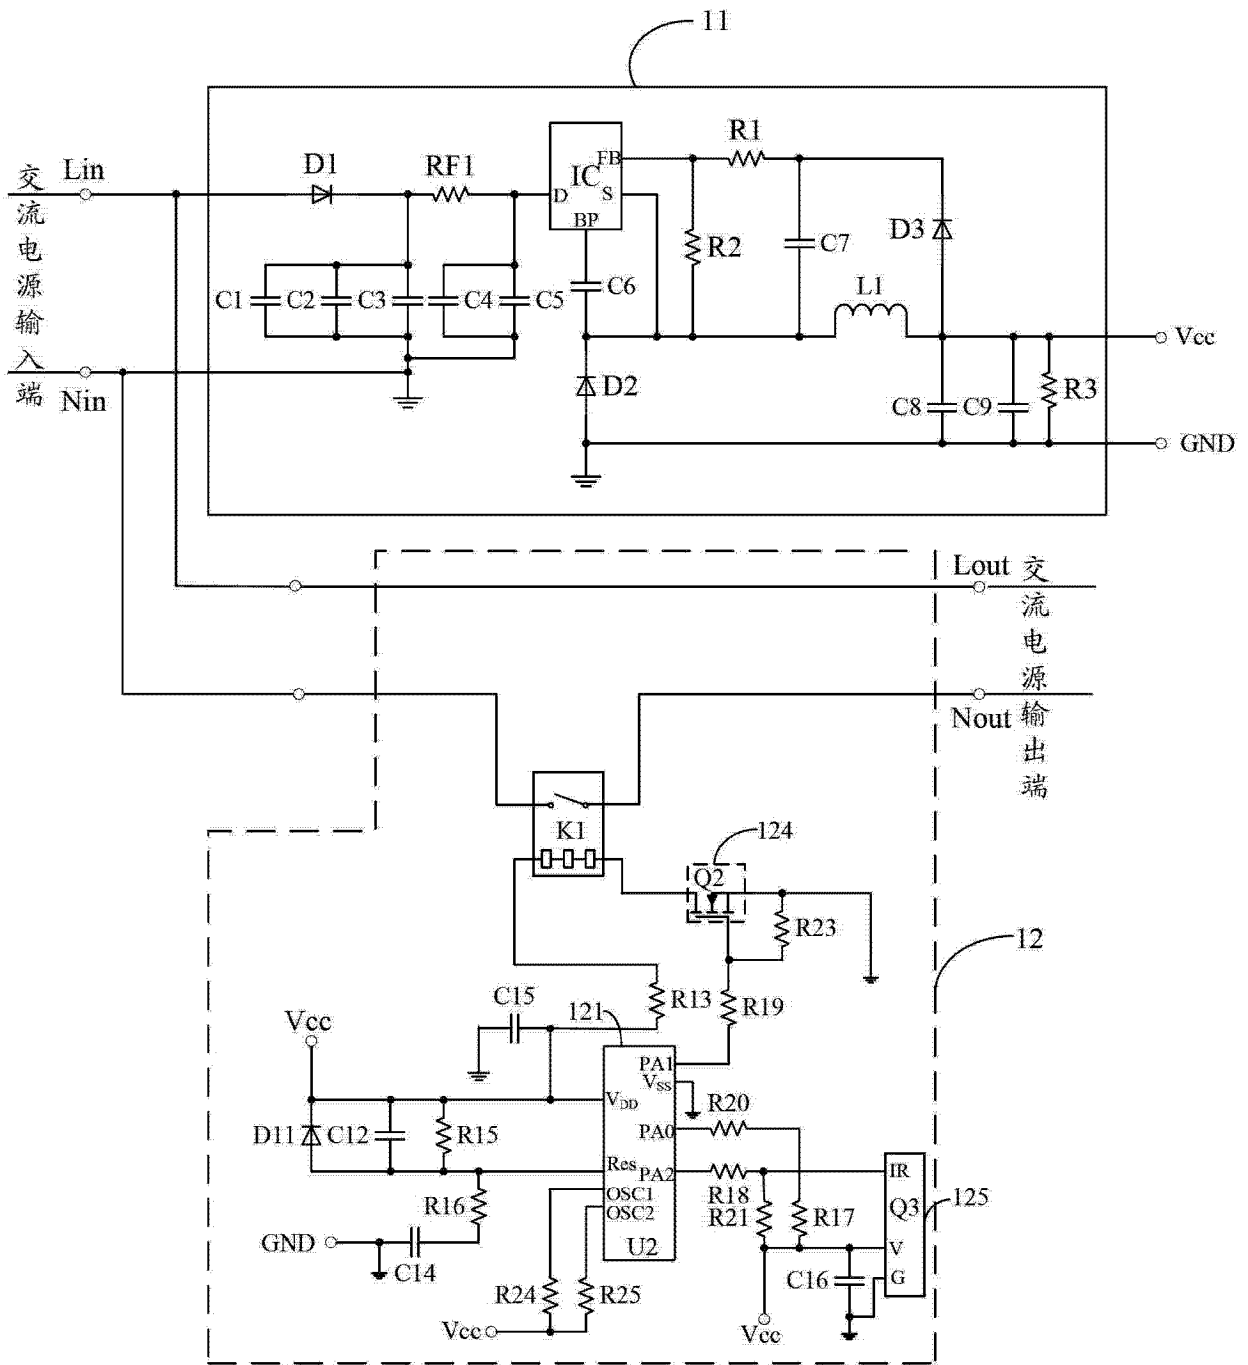 11
交流电源输入端
Lin
Nin
D1
RF1
IC
FB
D
S
BP
R1
R2
C7
D3
C1
C2
C3
C4
C5
C6
L1
Vcc
D2
C8
C9
R3
GND
Lout
Nout
交流电源输出端
K1
124
Q2
R23
12
C15
R13
R19
121
Vcc
PA1
VSS
VDD
R20
D11
C12
R15
PA0
Res
PA2
IR
R16
OSC1
R18
Q3
125
OSC2
R21
R17
GND
U2
V
C14
C16
G
R24
R25
Vcc
Vcc